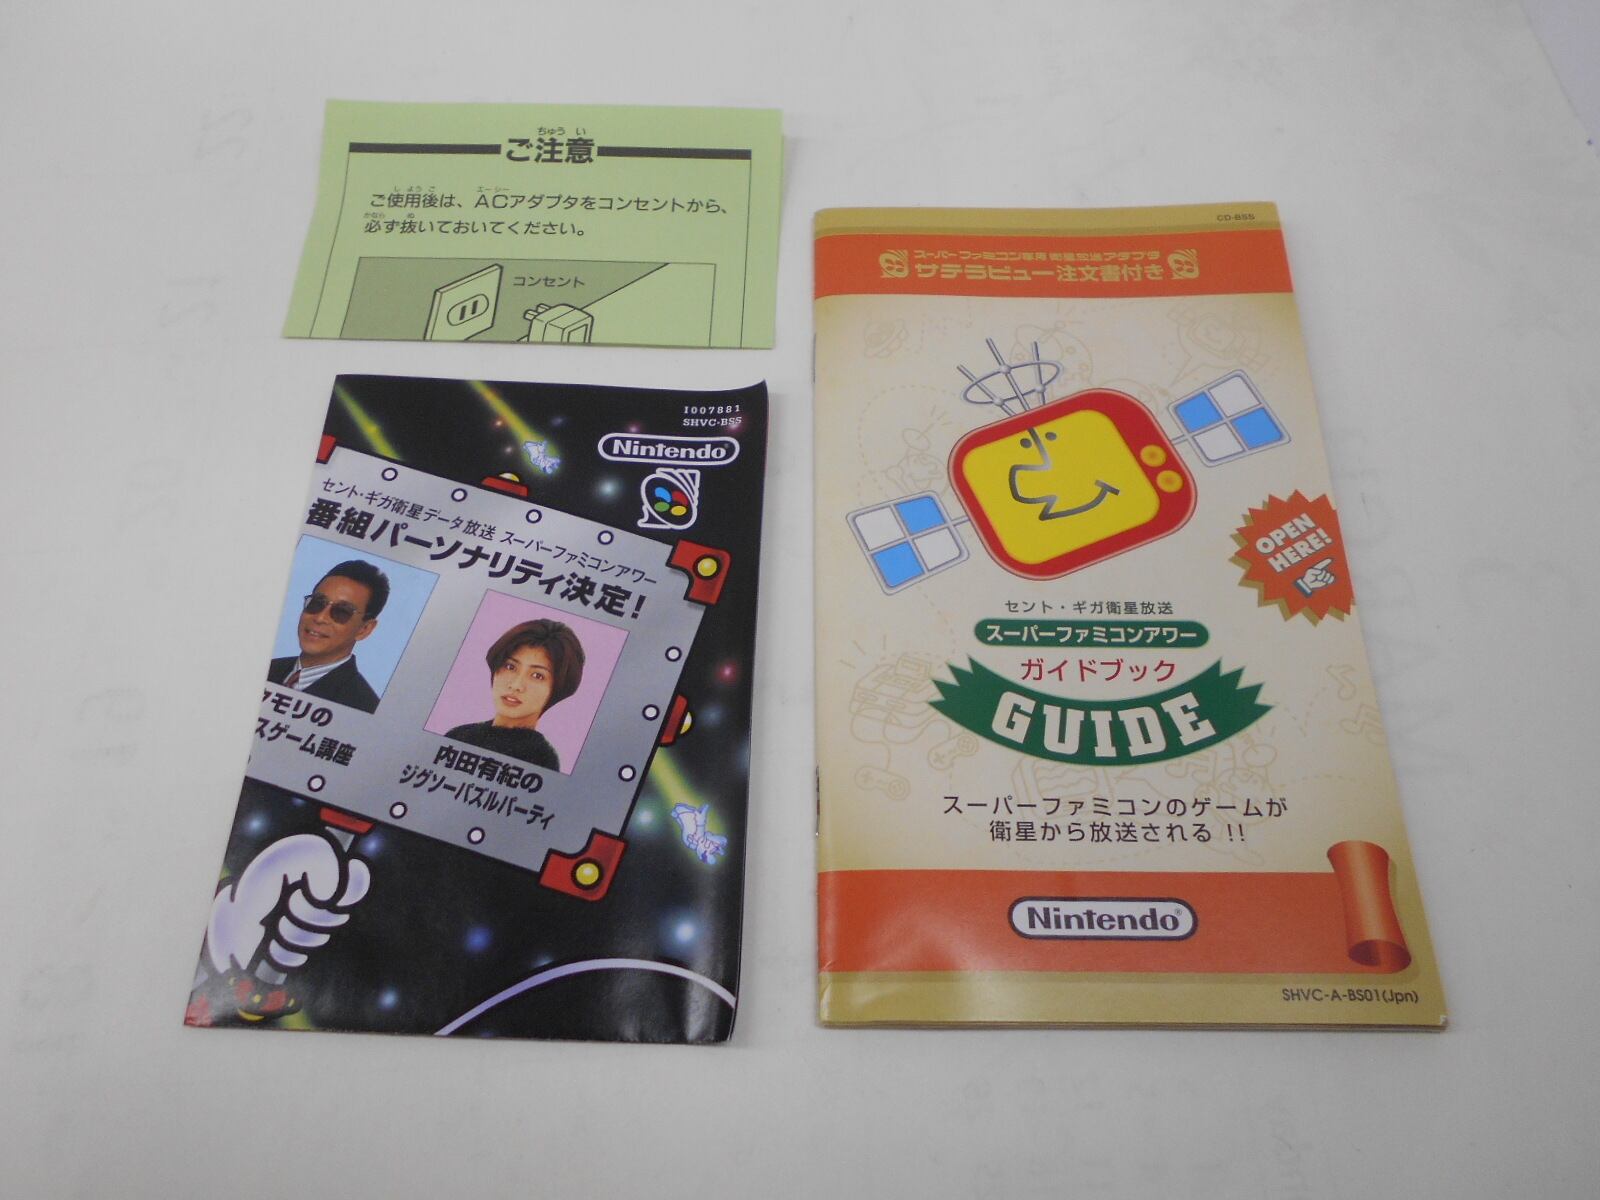 ちゅう い
ご注意
し よう ご エーシー
ご使用後は、ACアダプタをコンセントから、
かなら ぬ
必ず抜いておいてください。
コンセント
I007881
SHVC-BSS
Nintendo®
セント・ギガ衛星データ放送 スーパーファミコンアワー
番組パーソナリティ決定!
モリの
スゲーム講座
内田有紀の
ジグソーパズルパーティ
CD-BSS
スーパーファミコン専用 衛星放送アダプタ
サテラビュー注文書付き
OPEN
HERE!
セント・ギガ衛星放送
スーパーファミコンアワー
ガイドブック
GUIDE
スーパーファミコンのゲームが
衛星から放送される !!
Nintendo®
SHVC-A-BS01(Jpn)